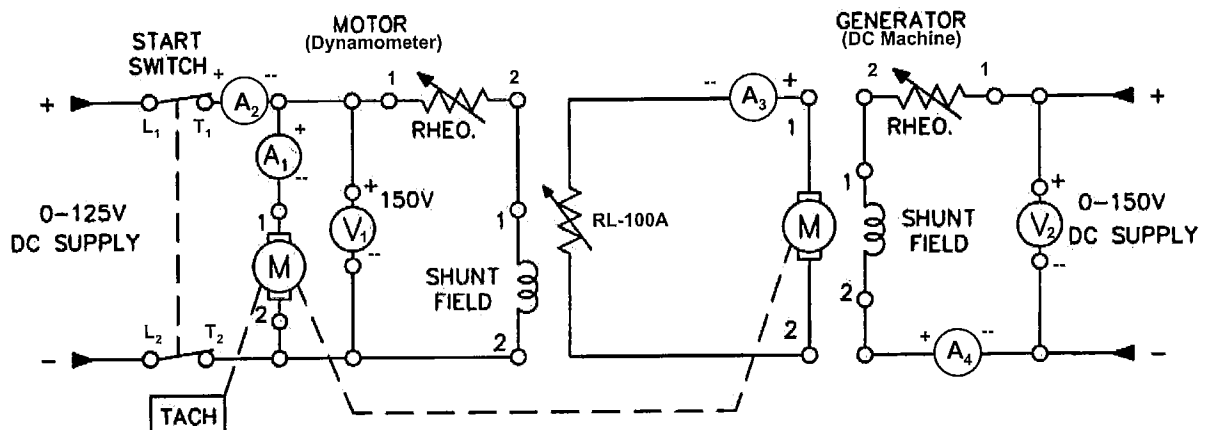 MOTOR
(Dynamometer)
GENERATOR
(DC Machine)
START
SWITCH
+ -- 1 2 -- + 2 1
+ A2 A3 +
L1 T1 RHEO. 1 RHEO.
+
A1
--
1 + 150V 1 1 +
0-125V
DC SUPPLY
M V1 RL-100A M SHUNT
FIELD
V2 0-150V
DC SUPPLY
-- SHUNT
FIELD
--
2 2 2
L2 T2 2 + --
- A4 -
TACH